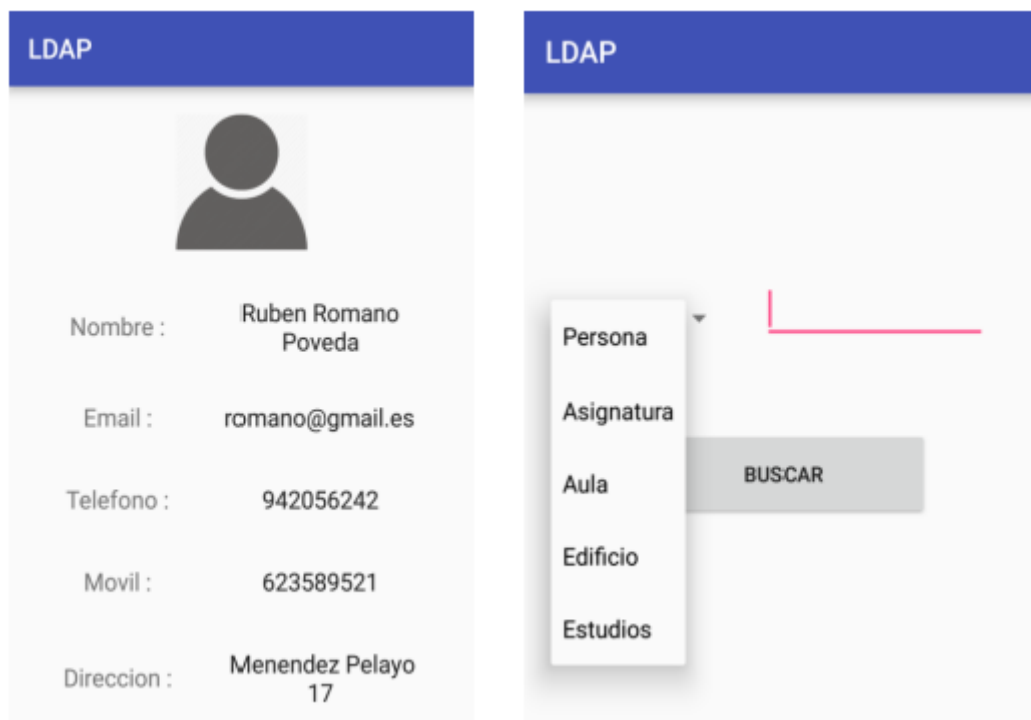 LDAP
Nombre :
Ruben Romano
Poveda
Email :
romano@gmail.es
Telefono :
942056242
Movil :
623589521
Direccion :
Menendez Pelayo
17
LDAP
Persona
Asignatura
Aula
Edificio
Estudios
BUSCAR